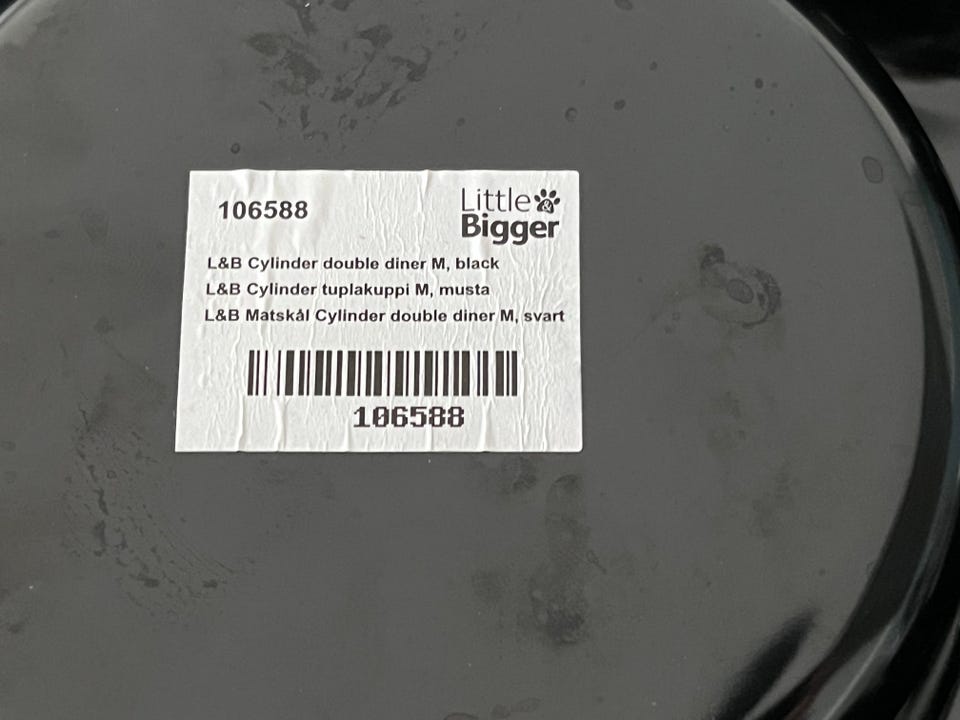 106588
Little &
Bigger
L&B Cylinder double diner M, black
L&B Cylinder tuplakuppi M, musta
L&B Matskål Cylinder double diner M, svart
106588